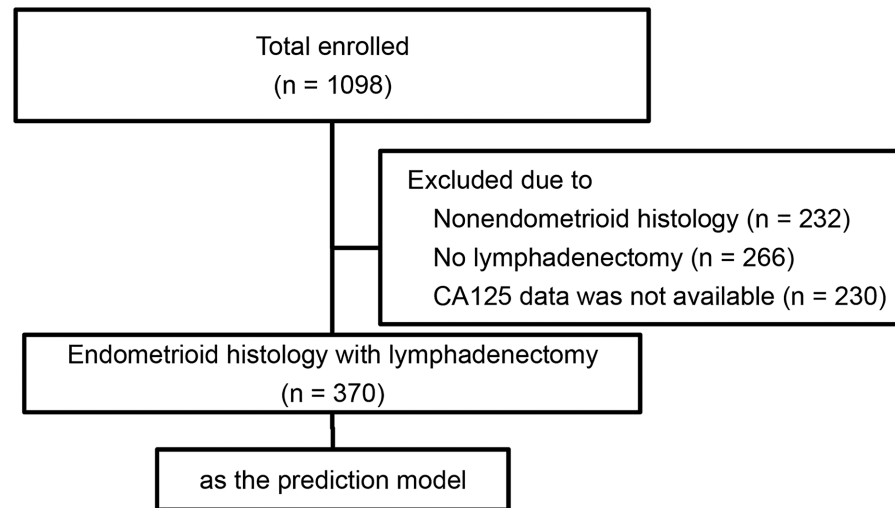 Total enrolled
(n = 1098)
Excluded due to
Nonendometrioid histology (n = 232)
No lymphadenectomy (n = 266)
CA125 data was not available (n = 230)
Endometrioid histology with lymphadenectomy
(n = 370)
as the prediction model